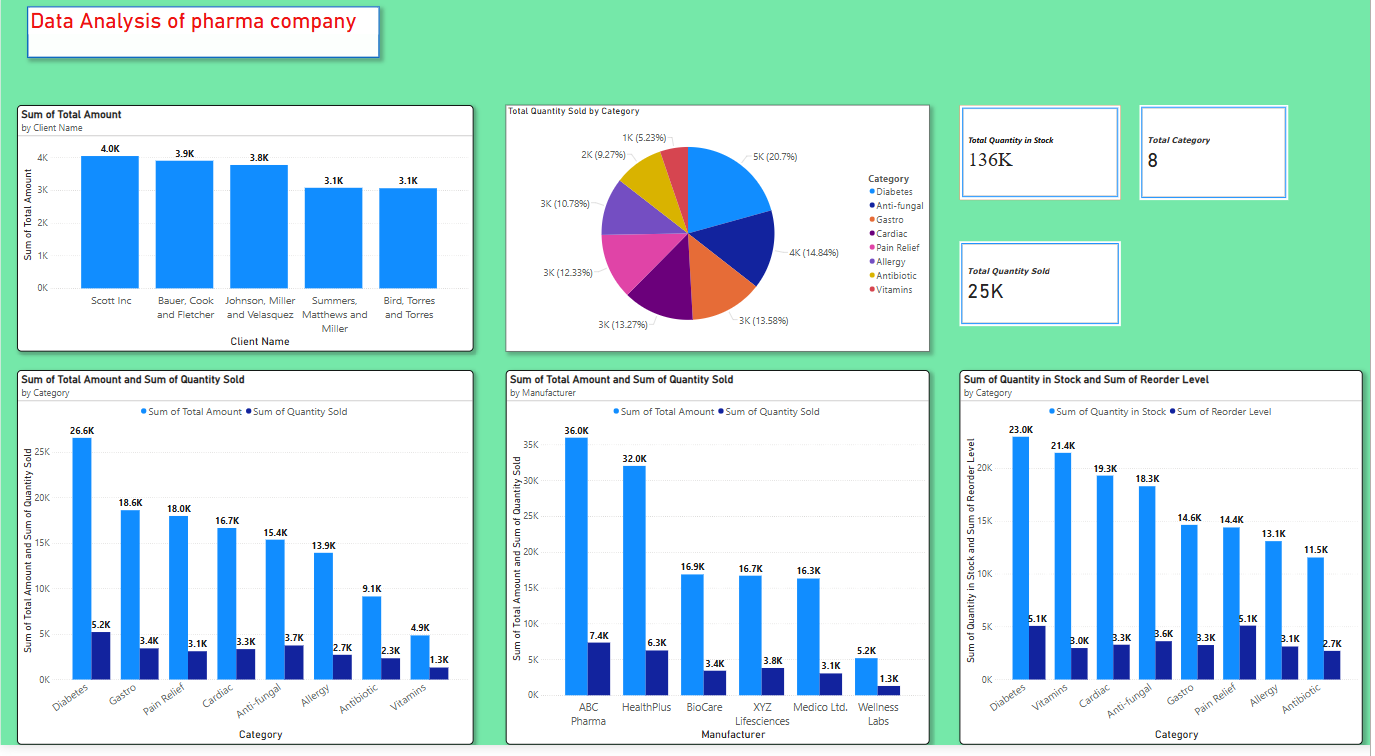 Data Analysis of pharma company
Sum of Total Amount
by Client Name
Sum of Total Amount
4K
3K
2K
1K
0K
4.0K
3.9K
3.8K
3.1K
3.1K
Scott Inc
Bauer, Cook
and Fletcher
Johnson, Miller
and Velasquez
Summers,
Matthews and
Miller
Bird, Torres
and Torres
Client Name
Total Quantity Sold by Category
1K (5.23%)
2K (9.27%)
3K (10.78%)
3K (12.33%)
3K (13.27%)
3K (13.58%)
4K (14.84%)
5K (20.7%)
Category
Diabetes
Anti-fungal
Gastro
Cardiac
Pain Relief
Allergy
Antibiotic
Vitamins
Total Quantity in Stock
136K
Total Category
8
Total Quantity Sold
25K
Sum of Total Amount and Sum of Quantity Sold
by Category
Sum of Total Amount Sum of Quantity Sold
Sum of Total Amount and Sum of Quantity Sold
25K
20K
15K
10K
5K
0K
26.6K
5.2K
18.6K
3.4K
18.0K
3.1K
16.7K
3.3K
15.4K
3.7K
13.9K
2.7K
9.1K
2.3K
4.9K
1.3K
Diabetes
Gastro
Pain Relief
Cardiac
Anti-fungal
Allergy
Antibiotic
Vitamins
Category
Sum of Total Amount and Sum of Quantity Sold
by Manufacturer
Sum of Total Amount Sum of Quantity Sold
Sum of Total Amount and Sum of Quantity Sold
35K
30K
25K
20K
15K
10K
5K
0K
36.0K
7.4K
32.0K
6.3K
16.9K
3.4K
16.7K
3.8K
16.3K
3.1K
5.2K
1.3K
ABC
Pharma
HealthPlus
BioCare
XYZ
Lifesciences
Medico Ltd.
Wellness
Labs
Manufacturer
Sum of Quantity in Stock and Sum of Reorder Level
by Category
Sum of Quantity in Stock Sum of Reorder Level
Sum of Quantity in Stock and Sum of Reorder Level
20K
15K
10K
5K
0K
23.0K
5.1K
21.4K
3.0K
19.3K
3.3K
18.3K
3.6K
14.6K
3.3K
14.4K
5.1K
13.1K
3.1K
11.5K
2.7K
Diabetes
Vitamins
Cardiac
Anti-fungal
Gastro
Pain Relief
Allergy
Antibiotic
Category